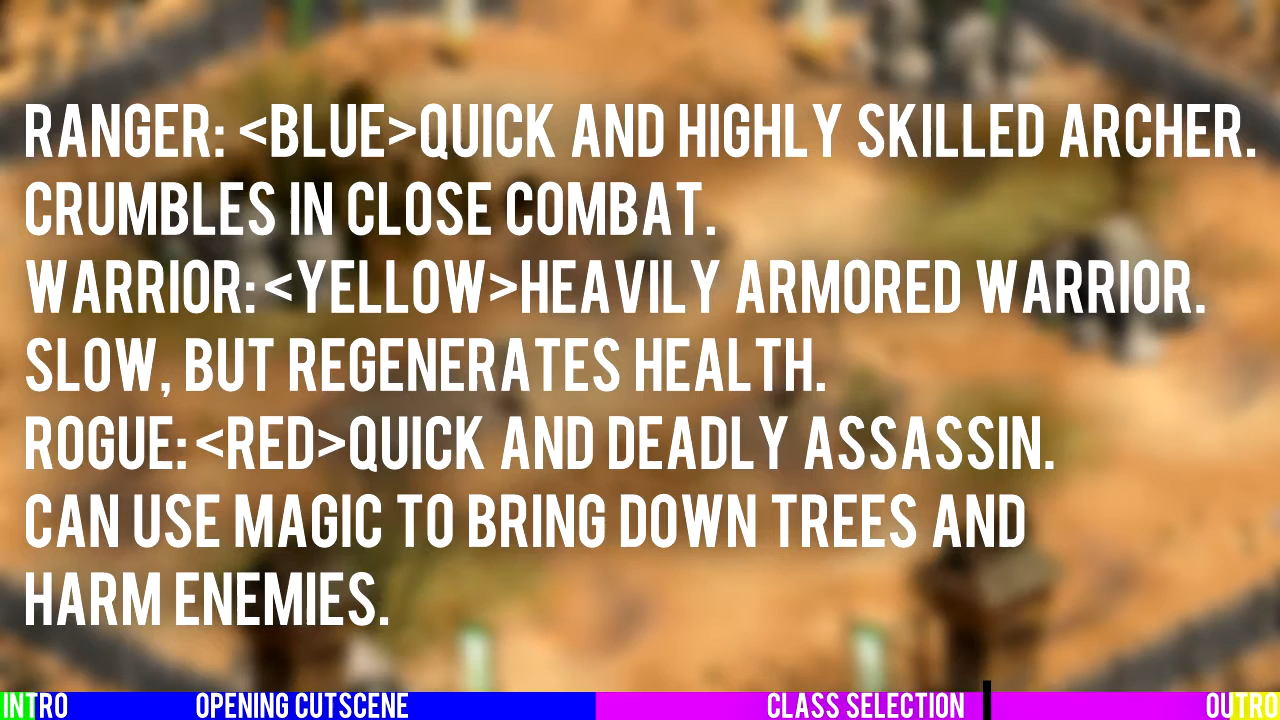 RANGER: <BLUE>QUICK AND HIGHLY SKILLED ARCHER.
CRUMBLES IN CLOSE COMBAT.
WARRIOR: <YELLOW>HEAVILY ARMORED WARRIOR.
SLOW, BUT REGENERATES HEALTH.
ROGUE: <RED>QUICK AND DEADLY ASSASSIN.
CAN USE MAGIC TO BRING DOWN TREES AND
HARM ENEMIES.
INTRO OPENING CUTSCENE CLASS SELECTION OUTRO